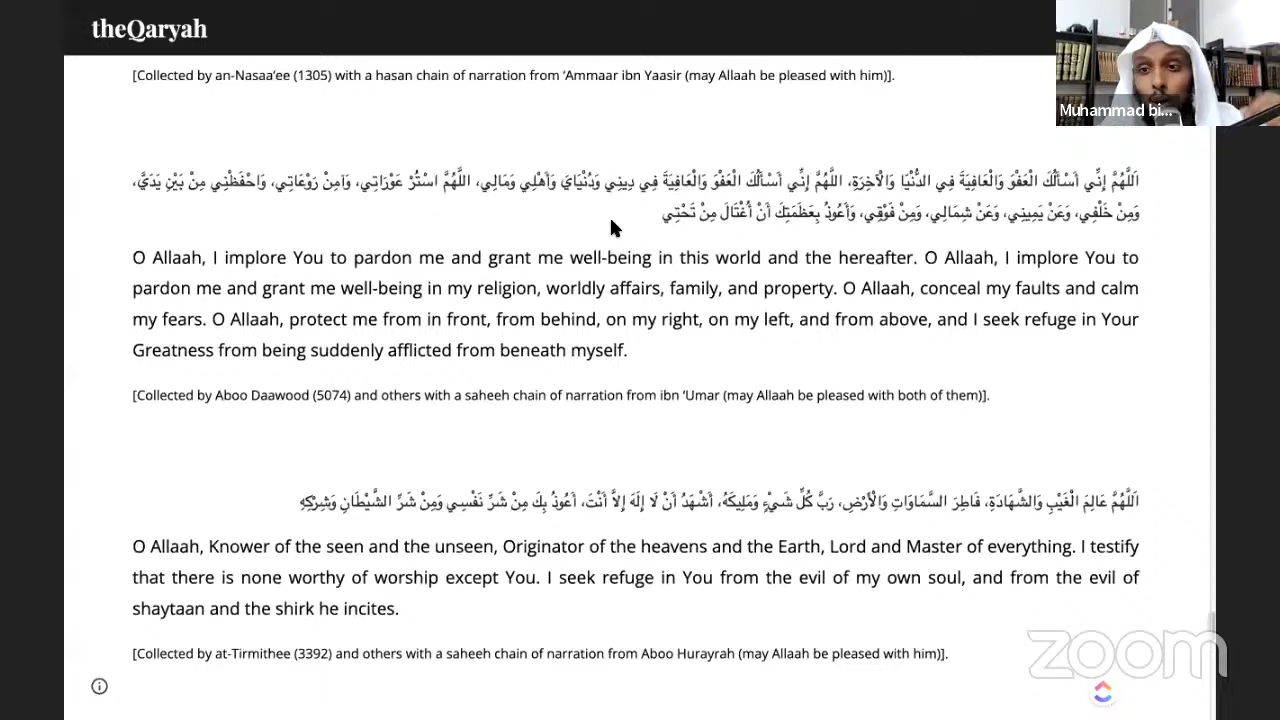 theQaryah
[Collected by an-Nasaa’ee (1305) with a hasan chain of narration from ‘Ammaar ibn Yaasir (may Allaah be pleased with him)].
Muhammad bi...
اَللَّهُمَّ إِنِّي أَسْأَلُكَ الْعَفْوَ وَالْعَافِيَةَ فِي الدُّنْيَا وَالْآخِرَةِ، اللَّهُمَّ إِنِّي أَسْأَلُكَ الْعَفْوَ وَالْعَافِيَةَ فِي دِينِي وَدُنْيَايَ وَأَهْلِي وَمَالِي، اللَّهُمَّ اسْتُرْ عَوْرَاتِي، وَآمِنْ رَوْعَاتِي، وَاحْفَظْنِي مِنْ بَيْنِ يَدَيَّ،
وَمِنْ خَلْفِي، وَعَنْ يَمِينِي، وَعَنْ شِمَالِي، وَمِنْ فَوْقِي، وَأَعُوذُ بِعَظَمَتِكَ أَنْ أُغْتَالَ مِنْ تَحْتِي
O Allaah, I implore You to pardon me and grant me well-being in this world and the hereafter. O Allaah, I implore You to
pardon me and grant me well-being in my religion, worldly affairs, family, and property. O Allaah, conceal my faults and calm
my fears. O Allaah, protect me from in front, from behind, on my right, on my left, and from above, and I seek refuge in Your
Greatness from being suddenly afflicted from beneath myself.
[Collected by Aboo Daawood (5074) and others with a saheeh chain of narration from ibn ‘Umar (may Allaah be pleased with both of them)].
اَللَّهُمَّ عَالِمَ الْغَيْبِ وَالشَّهَادَةِ، فَاطِرَ السَّمَاوَاتِ وَالْأَرْضِ، رَبَّ كُلِّ شَيْءٍ وَمَلِيكَهُ، أَشْهَدُ أَنْ لَا إِلَهَ إِلاَّ أَنْتَ، أَعُوذُ بِكَ مِنْ شَرِّ نَفْسِي وَمِنْ شَرِّ الشَّيْطَانِ وَشِرْكِهِ
O Allaah, Knower of the seen and the unseen, Originator of the heavens and the Earth, Lord and Master of everything. I testify
that there is none worthy of worship except You. I seek refuge in You from the evil of my own soul, and from the evil of
shaytaan and the shirk he incites.
[Collected by at-Tirmithee (3392) and others with a saheeh chain of narration from Aboo Hurayrah (may Allaah be pleased with him)].
zoom